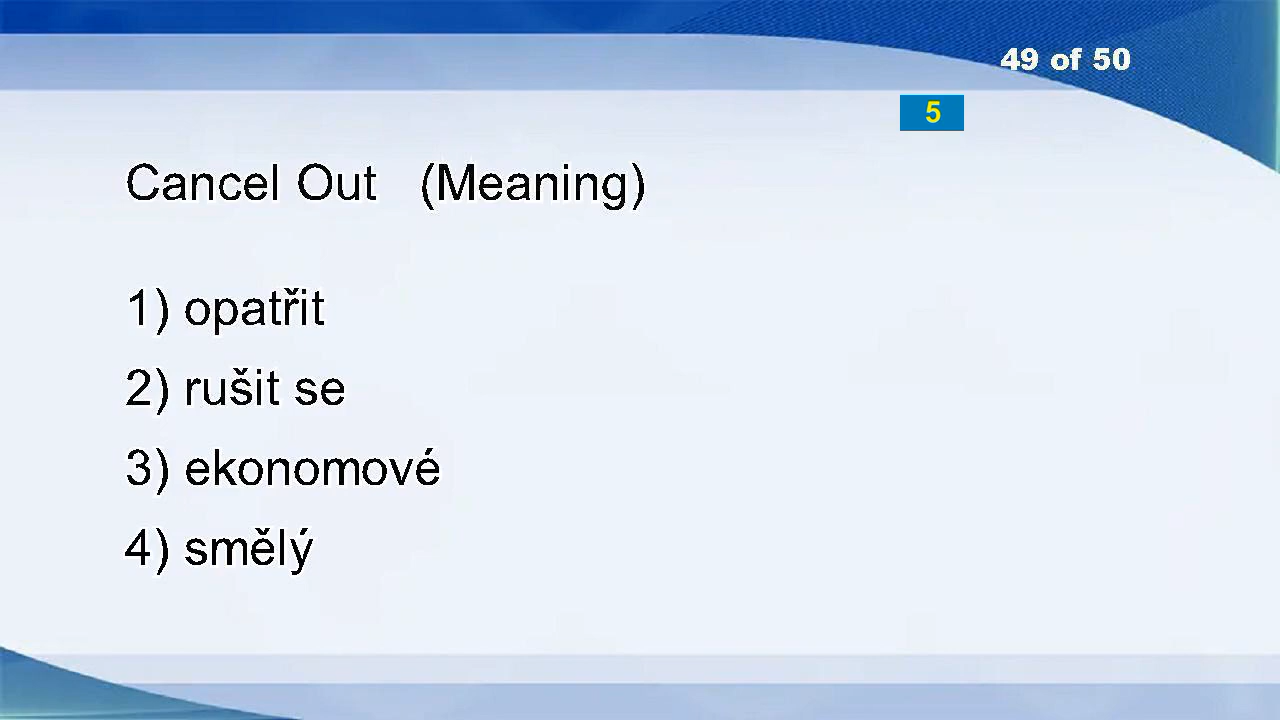 49 of 50
5
Cancel Out (Meaning)
1) opatřit
2) rušit se
3) ekonomové
4) smělý